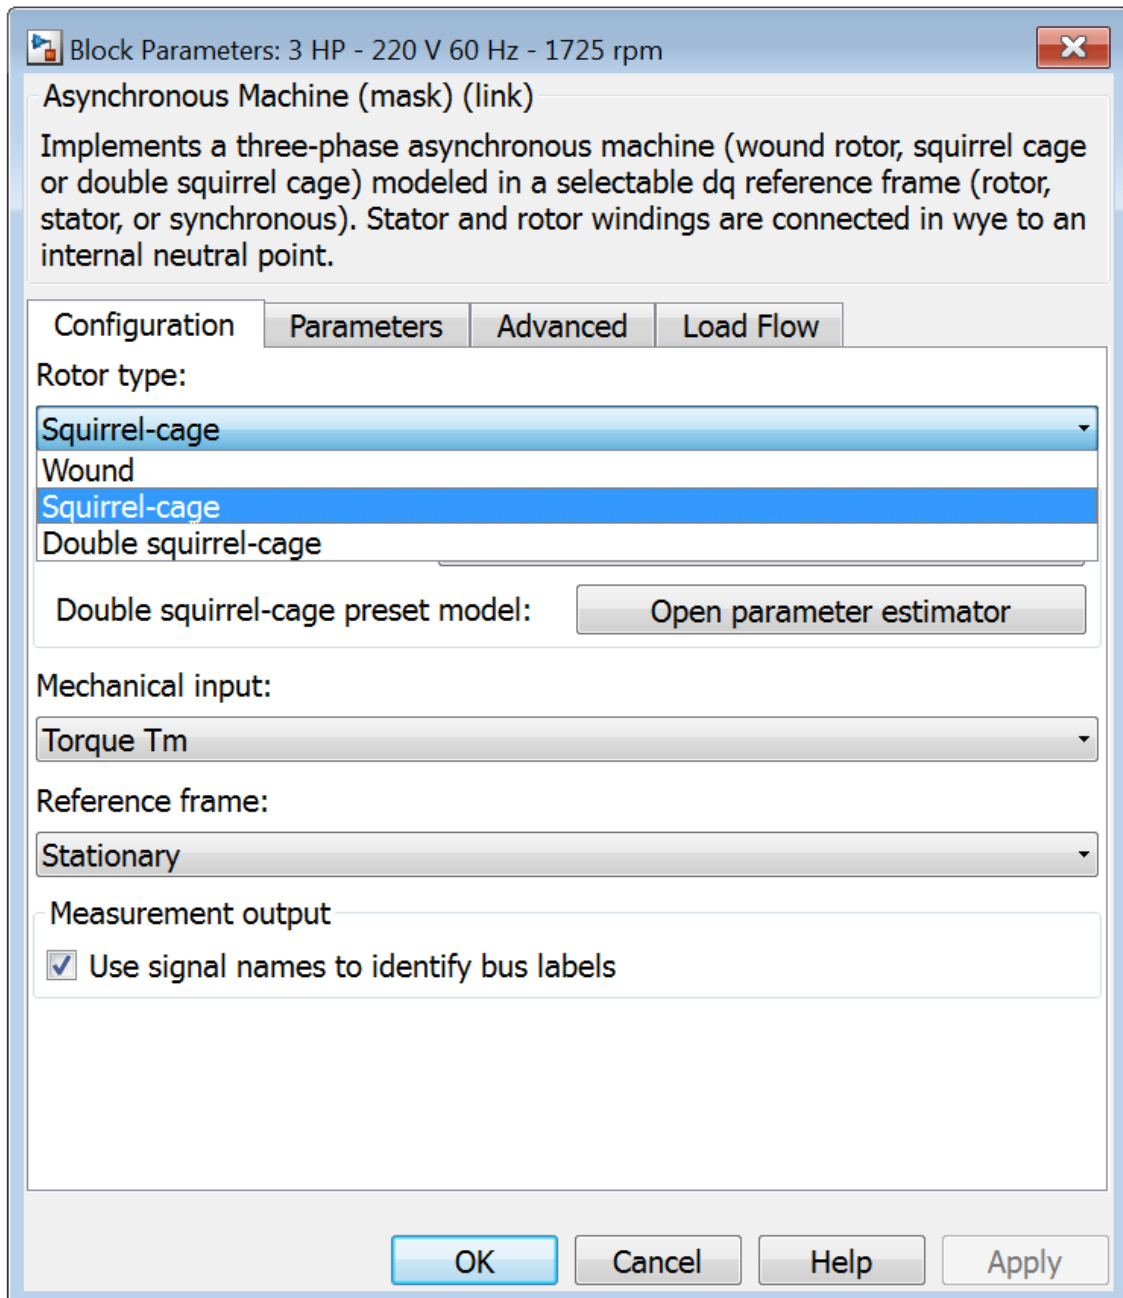 Block Parameters: 3 HP - 220 V 60 Hz - 1725 rpm
Asynchronous Machine (mask) (link)
Implements a three-phase asynchronous machine (wound rotor, squirrel cage
or double squirrel cage) modeled in a selectable dq reference frame (rotor,
stator, or synchronous). Stator and rotor windings are connected in wye to an
internal neutral point.
Configuration Parameters Advanced Load Flow
Rotor type:
Squirrel-cage
Wound
Squirrel-cage
Double squirrel-cage
Double squirrel-cage preset model: Open parameter estimator
Mechanical input:
Torque Tm
Reference frame:
Stationary
Measurement output
Use signal names to identify bus labels
OK Cancel Help Apply